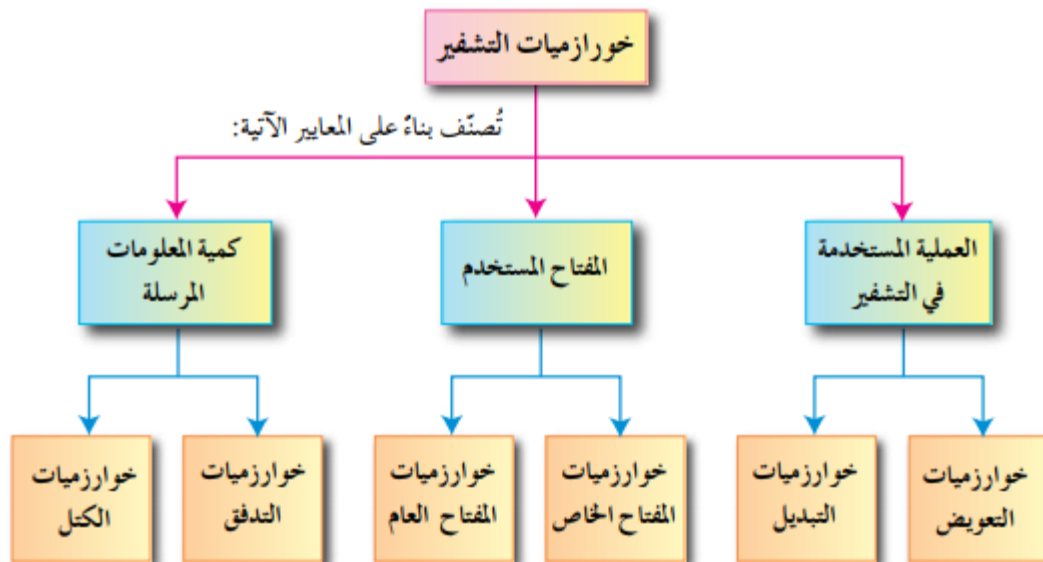 خورازميات التشفير
تُصنّف بناءً على المعايير الآتية:
العملية المستخدمة
في التشفير
المفتاح المستخدم
كمية المعلومات
المرسلة
خوارزميات
التعويض
خوارزميات
التبديل
خوارزميات
المفتاح الخاص
خوارزميات
المفتاح العام
خوارزميات
التدفق
خوارزميات
الكتل